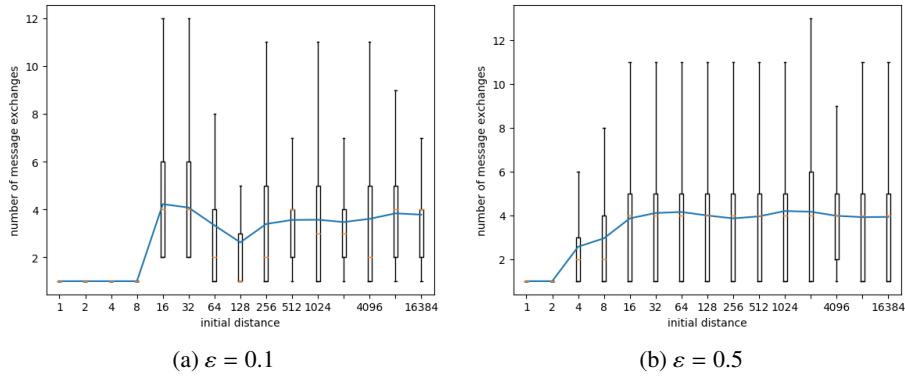 12
10
8
6
4
2
number of message exchanges
1 2 4 8 16 32 64 128 256 512 1024 4096 16384
initial distance
(a) ε = 0.1
12
10
8
6
4
2
number of message exchanges
1 2 4 8 16 32 64 128 256 512 1024 4096 16384
initial distance
(b) ε = 0.5